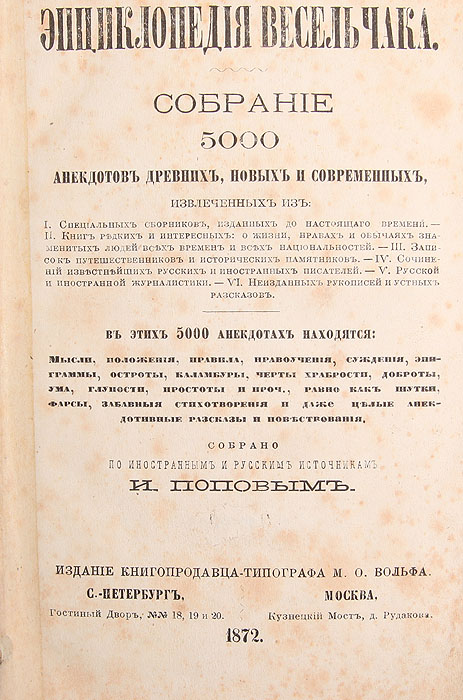 ЭНЦИКЛОПЕДІЯ ВЕСЕЛЬЧАКА.
СОБРАНІЕ
5000
АНЕКДОТОВЪ ДРЕВНИХЪ, НОВЫХЪ И СОВРЕМЕННЫХЪ,
ИЗВЛЕЧЕННЫХЪ ИЗЪ:
I. Спеціальныхъ сборниковъ, изданныхъ до настоящаго времени. —
II. Книгъ рѣдкихъ и интересныхъ: о жизни, нравахъ и обычаяхъ зна-
менитыхъ людей всѣхъ временъ и всѣхъ національностей. — III. Запи-
сокъ путешественниковъ и историческихъ памятниковъ. — IV. Сочине-
ній извѣстнѣйшихъ русскихъ и иностранныхъ писателей. — V. Русской
и иностранной журналистики. — VI. Неизданныхъ рукописей и устныхъ
разсказовъ.
ВЪ ЭТИХЪ 5000 АНЕКДОТАХЪ НАХОДЯТСЯ:
Мысли, положенія, правила, нравоученія, сужденія, эпи-
граммы, остроты, каламбуры, черты храбрости, доброты,
ума, глупости, простоты и проч., равно какъ шутки,
фарсы, забавныя стихотворенія и даже цѣлые анек-
дотивные разсказы и повѣствованія,
СОБРАНО
ПО ИНОСТРАННЫМЪ И РУССКИМЪ ИСТОЧНИКАМЪ
И. ПОПОВЫМЪ.
ИЗДАНІЕ КНИГОПРОДАВЦА-ТИПОГРАФА М. О. ВОЛЬФА.
С.-ПЕТЕРБУРГЪ, МОСКВА.
Гостиный Дворъ, №№ 18, 19 и 20. Кузнецкій Мостъ, д. Рудакова.
1872.